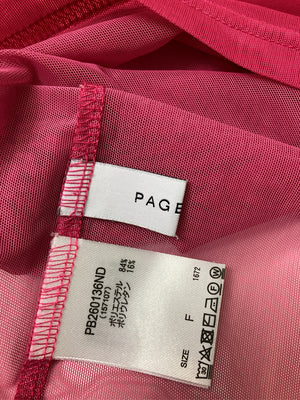 PAGE
PB260136ND
(157107)
ポリエステル 84%
ポリウレタン 16%
SIZE F 1672